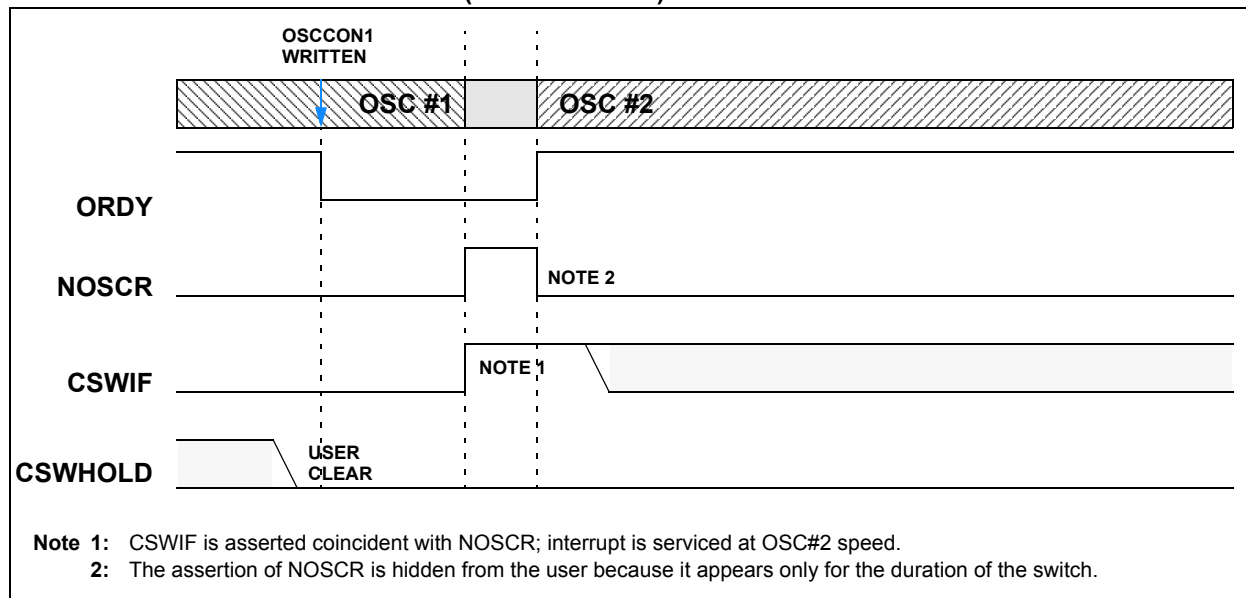 OSCCON1
WRITTEN
OSC #1
OSC #2
ORDY
NOSCR
NOTE 2
CSWIF
NOTE 1
CSWHOLD
USER
CLEAR
Note 1: CSWIF is asserted coincident with NOSCR; interrupt is serviced at OSC#2 speed.
2: The assertion of NOSCR is hidden from the user because it appears only for the duration of the switch.